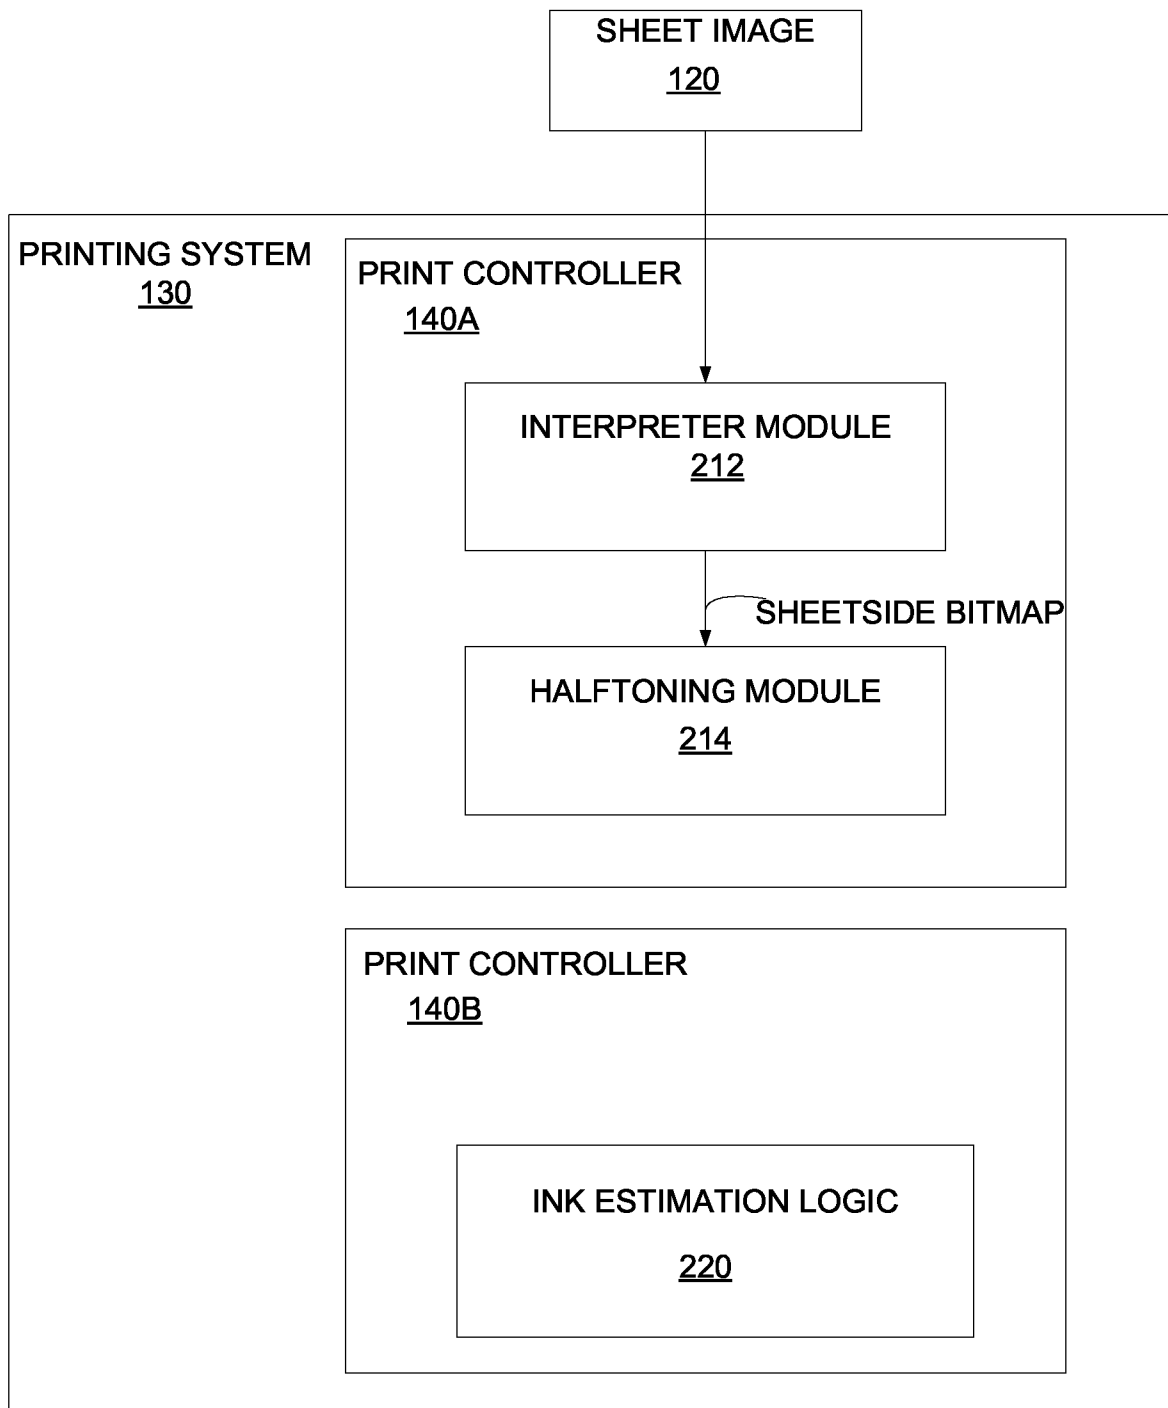 SHEET IMAGE
120
PRINTING SYSTEM
130
PRINT CONTROLLER
140A
INTERPRETER MODULE
212
SHEETSIDE BITMAP
HALFTONING MODULE
214
PRINT CONTROLLER
140B
INK ESTIMATION LOGIC
220